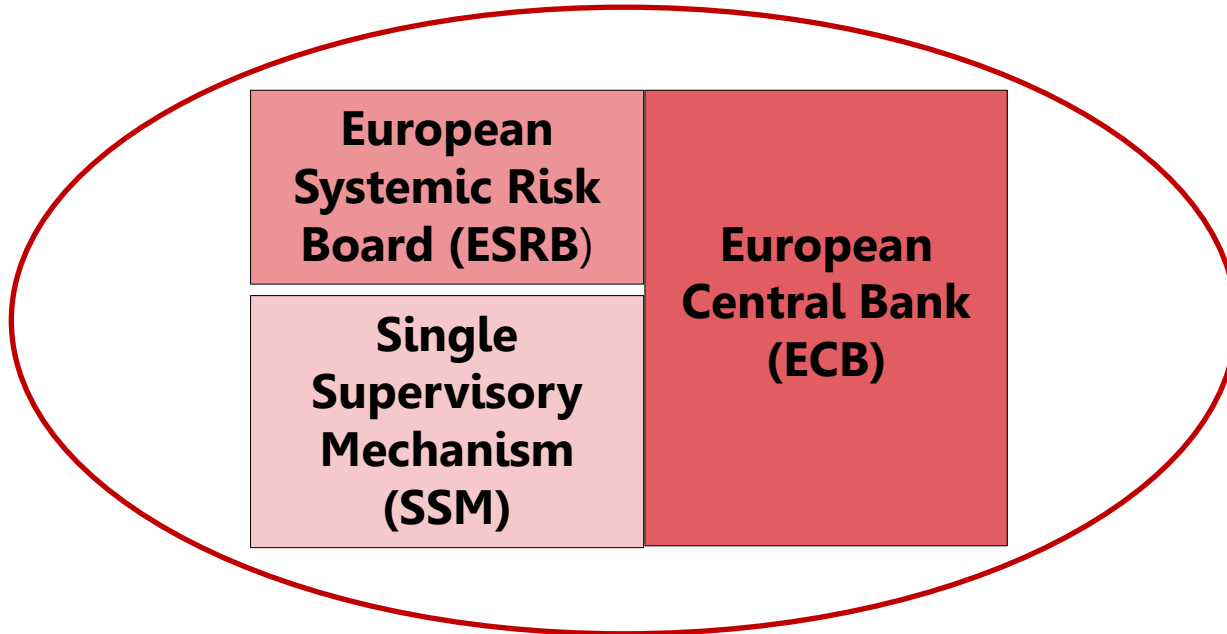 European
Systemic Risk
Board (ESRB)
Single
Supervisory
Mechanism
(SSM)
European
Central Bank
(ECB)